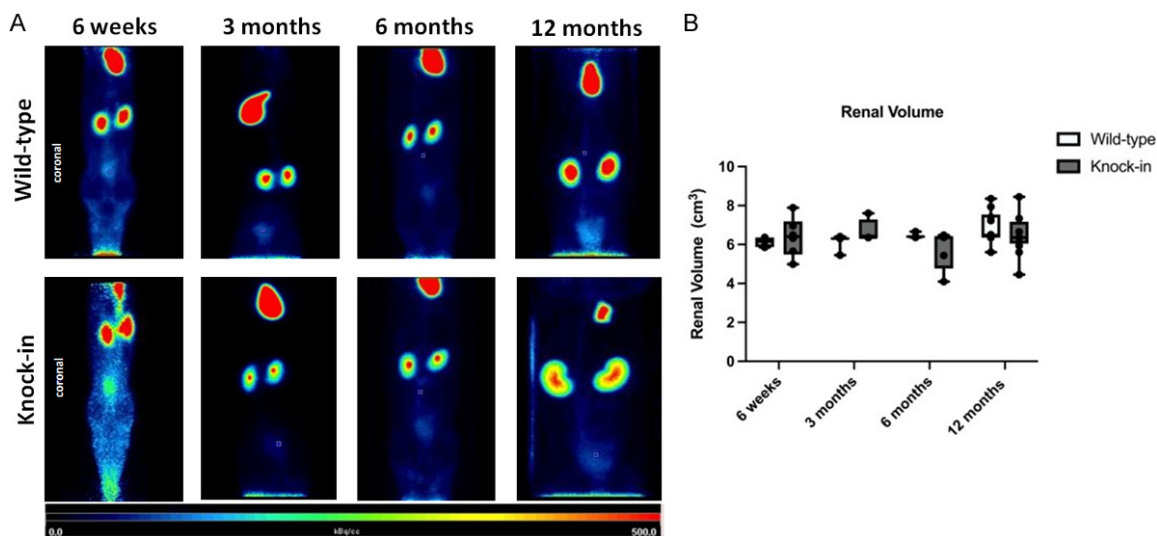 A
6 weeks
3 months
6 months
12 months
Wild-type
coronal
Knock-in
coronal
0.0
kBq/cc
500.0
B
Renal Volume
Wild-type
Knock-in
Renal Volume (cm³)
10
8
6
4
2
0
6 weeks
3 months
6 months
12 months